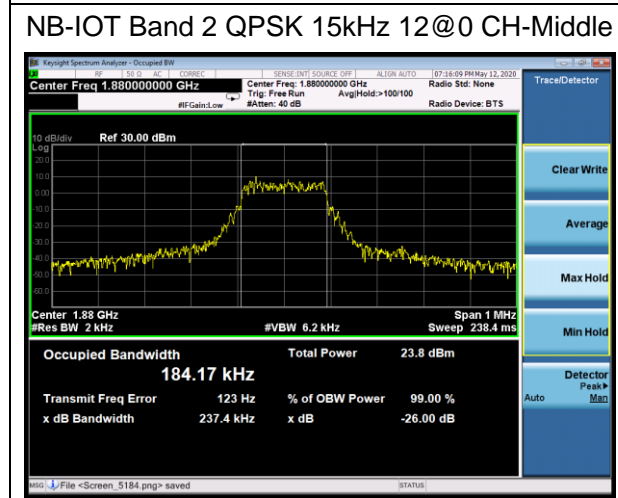 NB-IOT Band 2 QPSK 15kHz 12@0 CH-Middle
Keysight Spectrum Analyzer - Occupied BW
RF 50 Ω AC CORREC SENSE:INT SOURCE OFF ALIGN AUTO 07:16:09 PM May 12, 2020
Center Freq 1.880000000 GHz Center Freq: 1.880000000 GHz Radio Std: None Trace/Detector
Trig: Free Run Avg|Hold:>100/100
#IFGain:Low #Atten: 40 dB Radio Device: BTS
10 dB/div Ref 30.00 dBm
Log
20.0
10.0
0.00
-10.0
-20.0
-30.0
-40.0
-50.0
-60.0
Clear Write
Average
Max Hold
Min Hold
Center 1.88 GHz Span 1 MHz
#Res BW 2 kHz #VBW 6.2 kHz Sweep 238.4 ms
Occupied Bandwidth Total Power 23.8 dBm
184.17 kHz
Transmit Freq Error 123 Hz % of OBW Power 99.00 %
x dB Bandwidth 237.4 kHz x dB -26.00 dB
Detector
Peak
Auto Man
MSG File <Screen_5184.png> saved STATUS